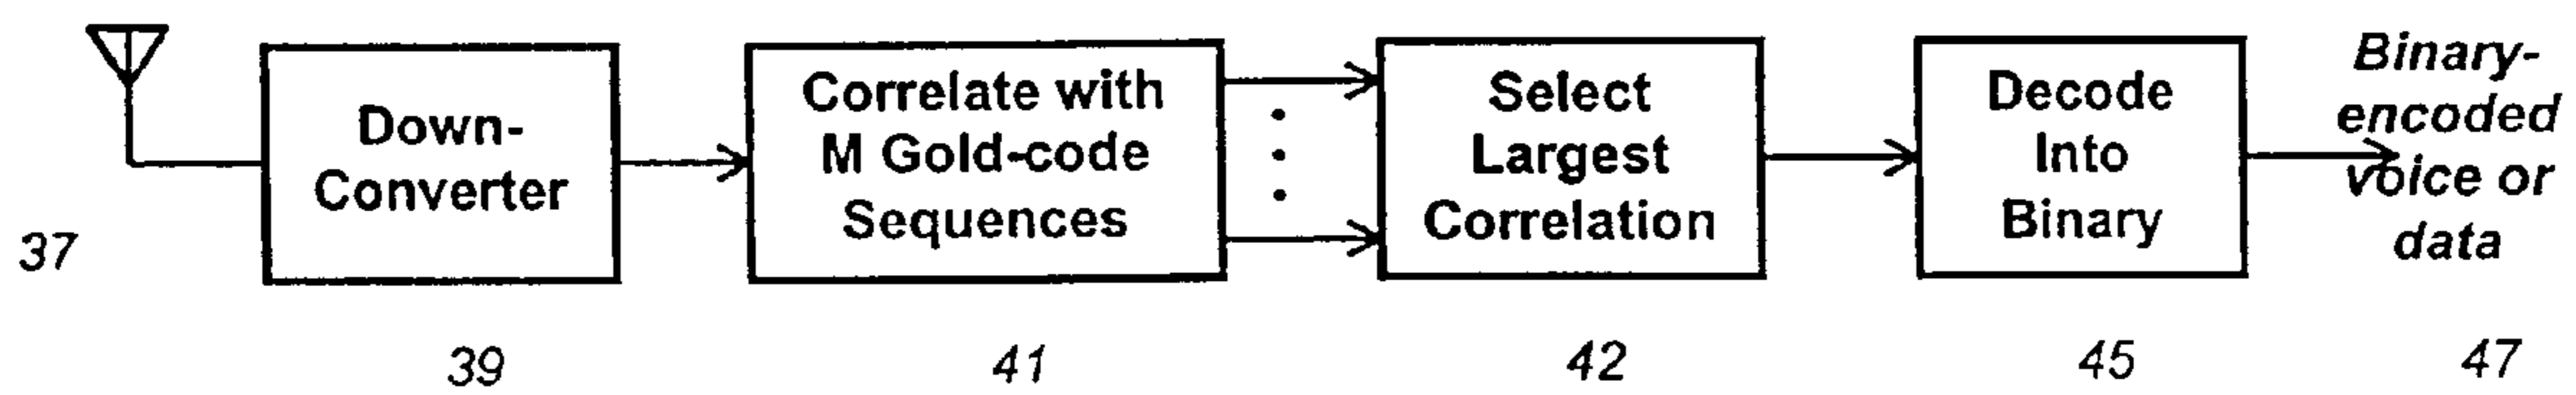 Down-
Converter
Correlate with
M Gold-code
Sequences
Select
Largest
Correlation
Decode
Into
Binary
Binary-
encoded
voice or
data
37
39
41
42
45
47